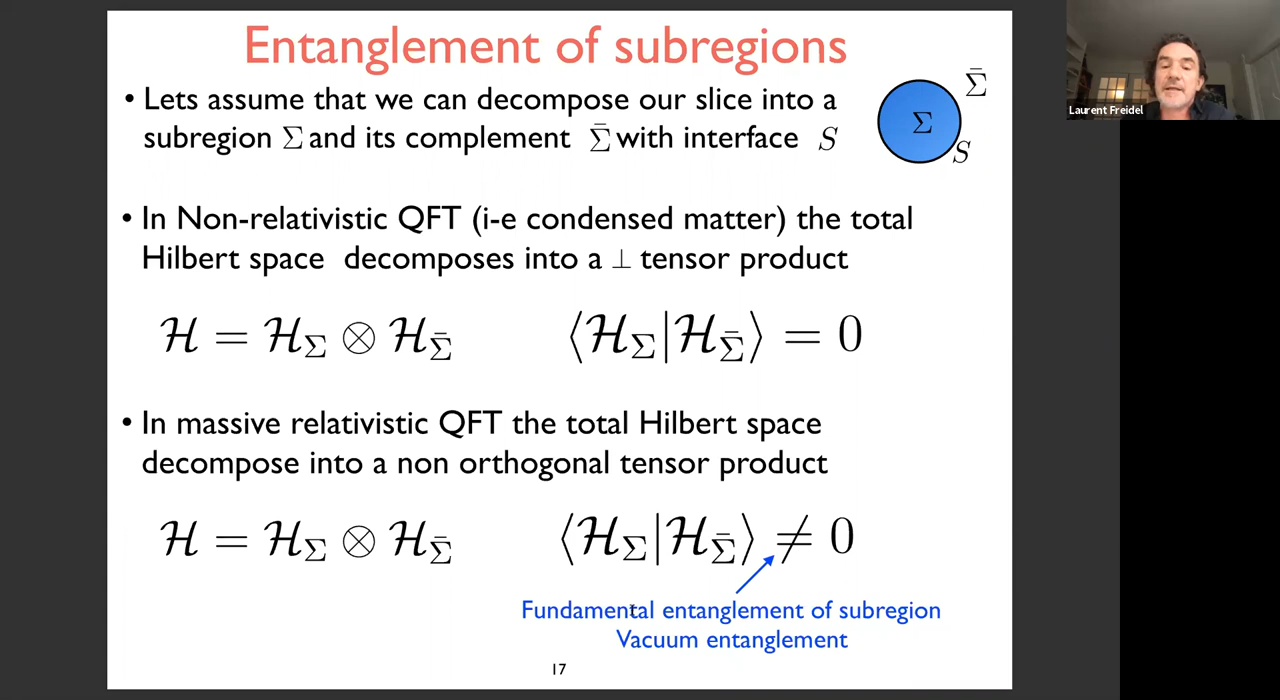 Entanglement of subregions
• Lets assume that we can decompose our slice into a
subregion Σ and its complement Σ̄ with interface S
Σ̄
Σ
S
• In Non-relativistic QFT (i-e condensed matter) the total
Hilbert space decomposes into a ⊥ tensor product
ℋ = ℋ_Σ ⊗ ℋ_Σ̄ ⟨ℋ_Σ|ℋ_Σ̄⟩ = 0
• In massive relativistic QFT the total Hilbert space
decompose into a non orthogonal tensor product
ℋ = ℋ_Σ ⊗ ℋ_Σ̄ ⟨ℋ_Σ|ℋ_Σ̄⟩ ≠ 0
Fundamental entanglement of subregion
Vacuum entanglement
17
Laurent Freidel